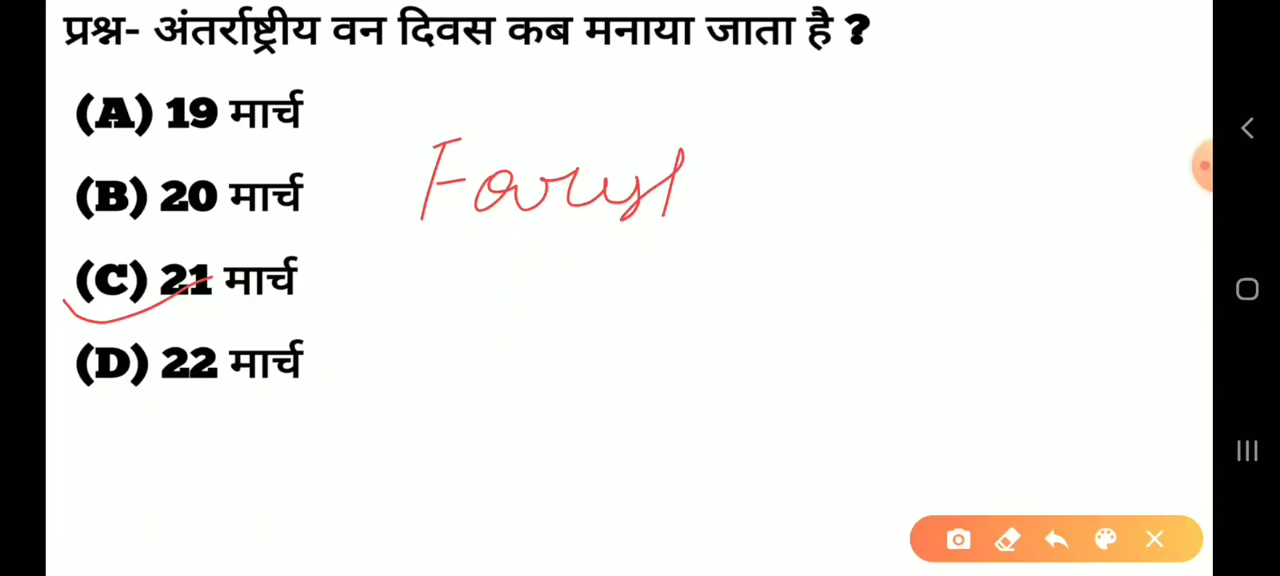 प्रश्न- अंतर्राष्ट्रीय वन दिवस कब मनाया जाता है ?
(A) 19 मार्च
(B) 20 मार्च
(C) 21 मार्च
(D) 22 मार्च